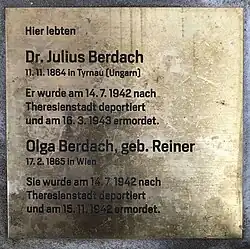 Hier lebten
Dr. Julius Berdach
11. 11. 1864 in Tyrnau (Ungarn)
Er wurde am 14. 7. 1942 nach
Theresienstadt deportiert
und am 16. 3. 1943 ermordet.
Olga Berdach, geb. Reiner
17. 2. 1865 in Wien
Sie wurde am 14. 7. 1942 nach
Theresienstadt deportiert
und am 15. 11. 1942 ermordet.